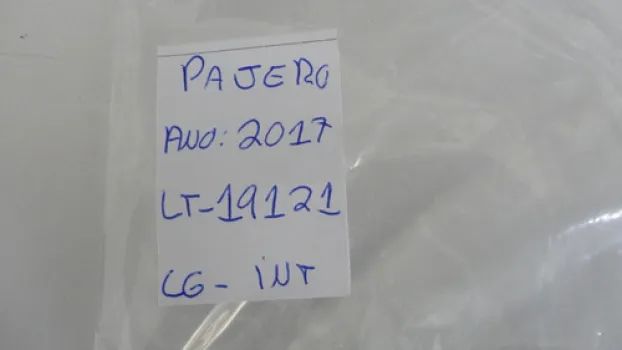 PAJERO
ANO: 2017
LT-19121
CG- INT